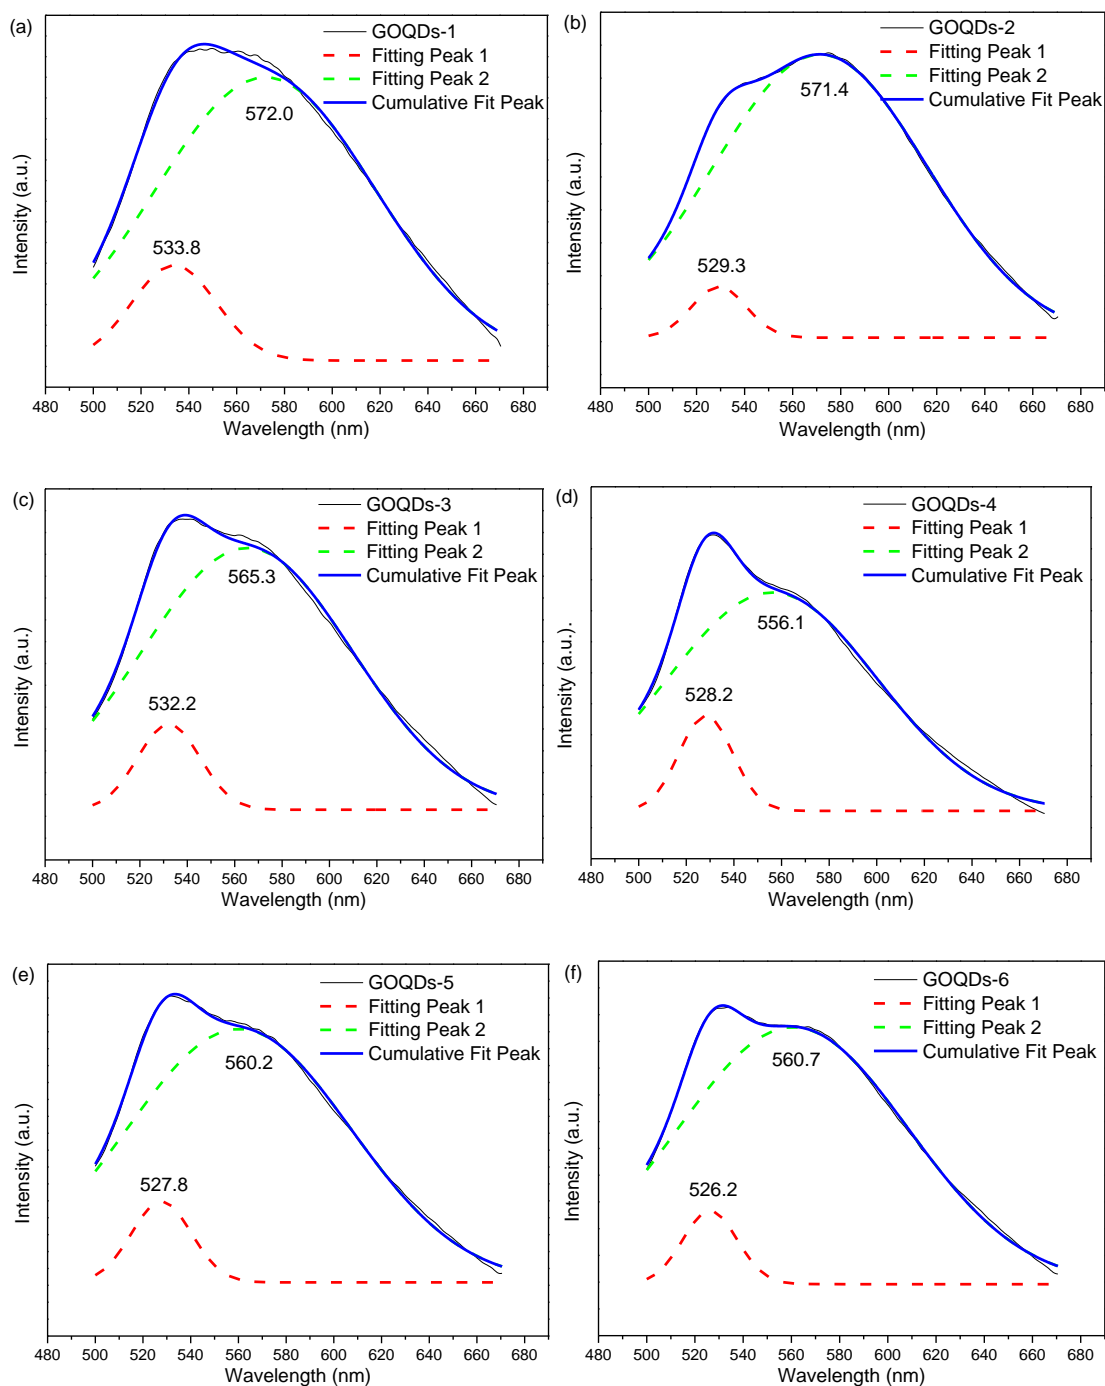 (a)
GOQDs-1
Fitting Peak 1
Fitting Peak 2
Cumulative Fit Peak
572.0
533.8
Intensity (a.u.)
480 500 520 540 560 580 600 620 640 660 680
Wavelength (nm)
(b)
GOQDs-2
Fitting Peak 1
Fitting Peak 2
Cumulative Fit Peak
571.4
529.3
Intensity (a.u.)
480 500 520 540 560 580 600 620 640 660 680
Wavelength (nm)
(c)
GOQDs-3
Fitting Peak 1
Fitting Peak 2
Cumulative Fit Peak
565.3
532.2
Intensity (a.u.)
480 500 520 540 560 580 600 620 640 660 680
Wavelength (nm)
(d)
GOQDs-4
Fitting Peak 1
Fitting Peak 2
Cumulative Fit Peak
556.1
528.2
Intensity (a.u.).
480 500 520 540 560 580 600 620 640 660 680
Wavelength (nm)
(e)
GOQDs-5
Fitting Peak 1
Fitting Peak 2
Cumulative Fit Peak
560.2
527.8
Intensity (a.u.)
480 500 520 540 560 580 600 620 640 660 680
Wavelength (nm)
(f)
GOQDs-6
Fitting Peak 1
Fitting Peak 2
Cumulative Fit Peak
560.7
526.2
Intensity (a.u.)
480 500 520 540 560 580 600 620 640 660 680
Wavelength (nm)